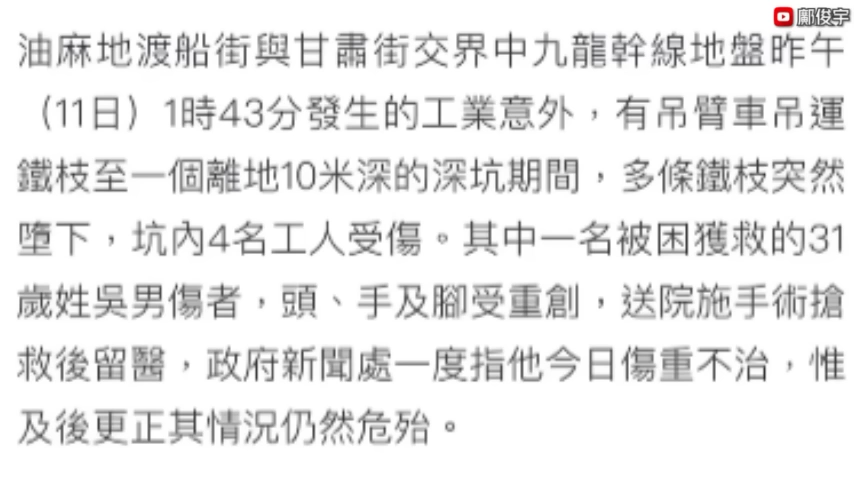 鄺俊宇
油麻地渡船街與甘肅街交界中九龍幹線地盤昨午
（11日）1時43分發生的工業意外，有吊臂車吊運
鐵枝至一個離地10米深的深坑期間，多條鐵枝突然
墮下，坑內4名工人受傷。其中一名被困獲救的31
歲姓吳男傷者，頭、手及腳受重創，送院施手術搶
救後留醫，政府新聞處一度指他今日傷重不治，惟
及後更正其情況仍然危殆。